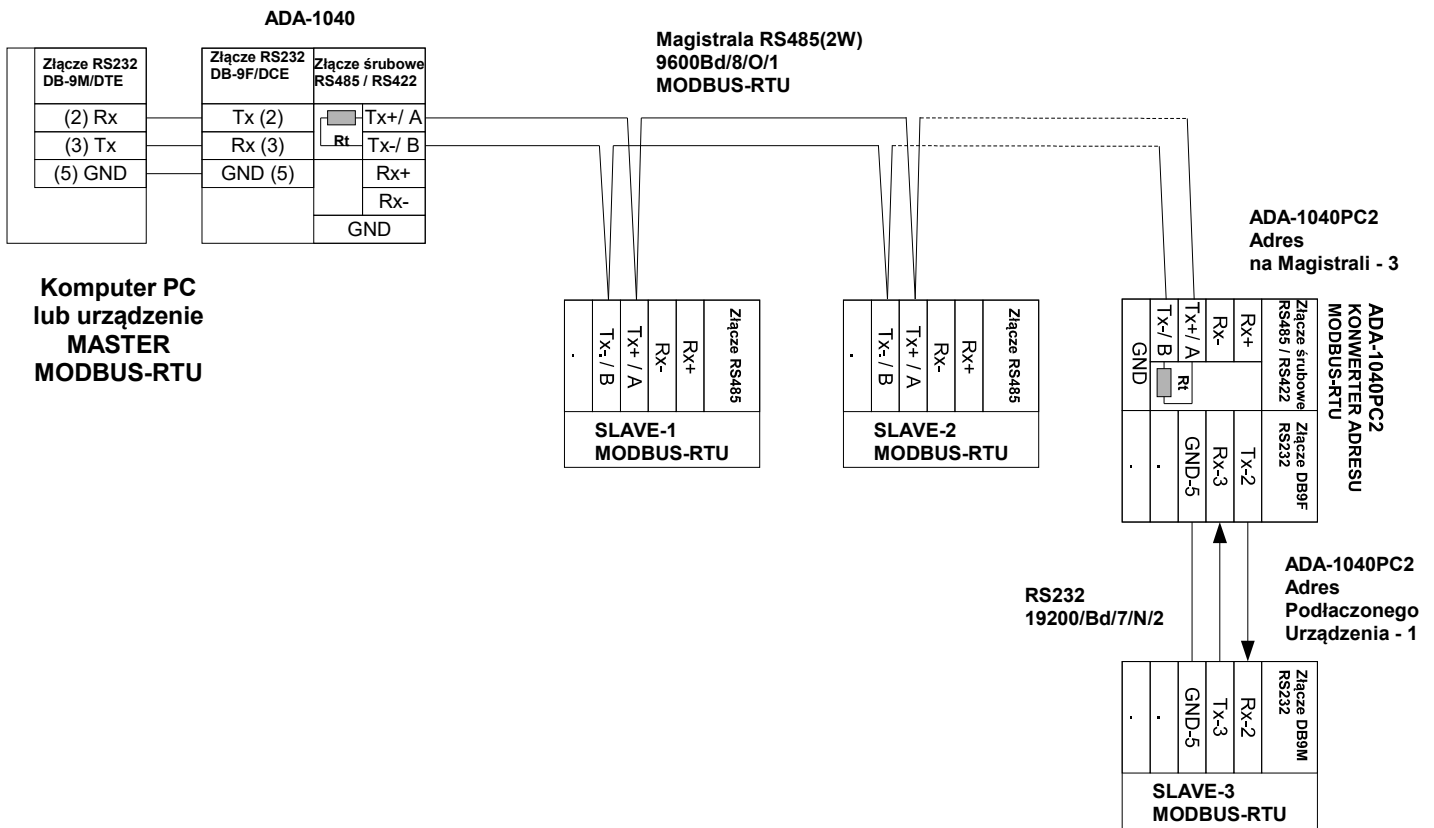 ADA-1040
Złącze RS232
DB-9M/DTE
(2) Rx
(3) Tx
(5) GND
Złącze RS232
DB-9F/DCE
Tx (2)
Rx (3)
GND (5)
Złącze śrubowe
RS485 / RS422
Rt
Tx+/ A
Tx-/ B
Rx+
Rx-
GND
Magistrala RS485(2W)
9600Bd/8/O/1
MODBUS-RTU
Komputer PC
lub urządzenie
MASTER
MODBUS-RTU
.
Tx- / B
Tx+ / A
Rx-
Rx+
Złącze RS485
SLAVE-1
MODBUS-RTU
.
Tx- / B
Tx+ / A
Rx-
Rx+
Złącze RS485
SLAVE-2
MODBUS-RTU
ADA-1040PC2
Adres
na Magistrali - 3
GND
Tx-/ B
Tx+/ A
Rx-
Rx+
Złącze śrubowe
RS485 / RS422
Rt
ADA-1040PC2
KONWERTER ADRESU
MODBUS-RTU
.
.
GND-5
Rx-3
Tx-2
Złącze DB9F
RS232
RS232
19200/Bd/7/N/2
ADA-1040PC2
Adres
Podłaczonego
Urządzenia - 1
.
.
GND-5
Tx-3
Rx-2
Złącze DB9M
RS232
SLAVE-3
MODBUS-RTU